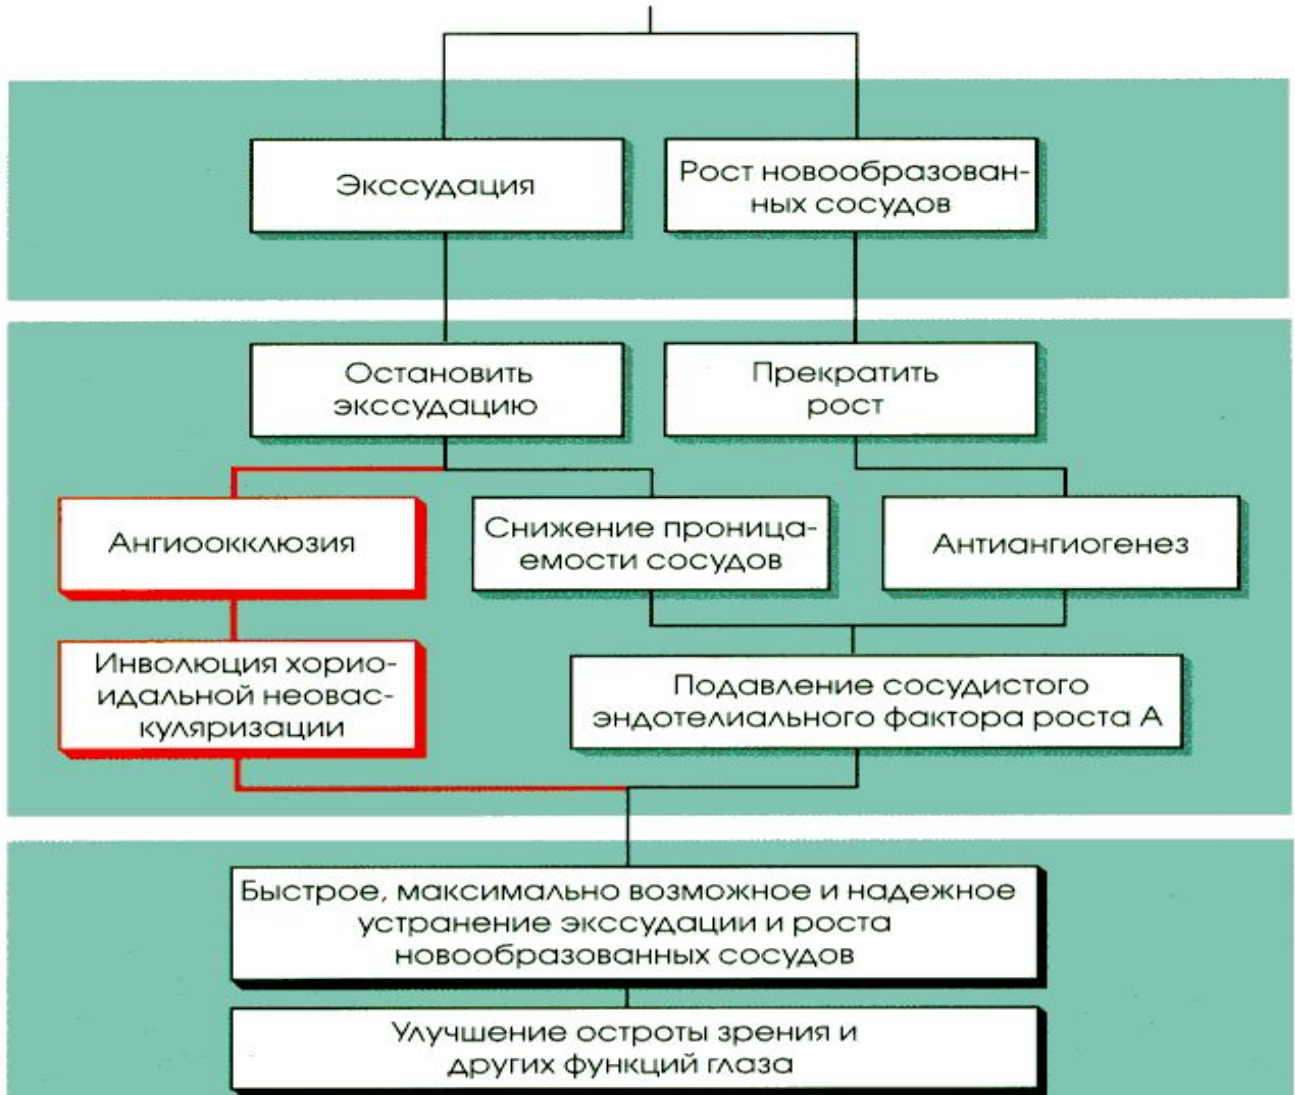 Экссудация
Рост новообразован-
ных сосудов
Остановить
экссудацию
Прекратить
рост
Ангиоокклюзия
Снижение проница-
емости сосудов
Антиангиогенез
Инволюция хорио-
идальной неовас-
куляризации
Подавление сосудистого
эндотелиального фактора роста А
Быстрое, максимально возможное и надежное
устранение экссудации и роста
новообразованных сосудов
Улучшение остроты зрения и
других функций глаза